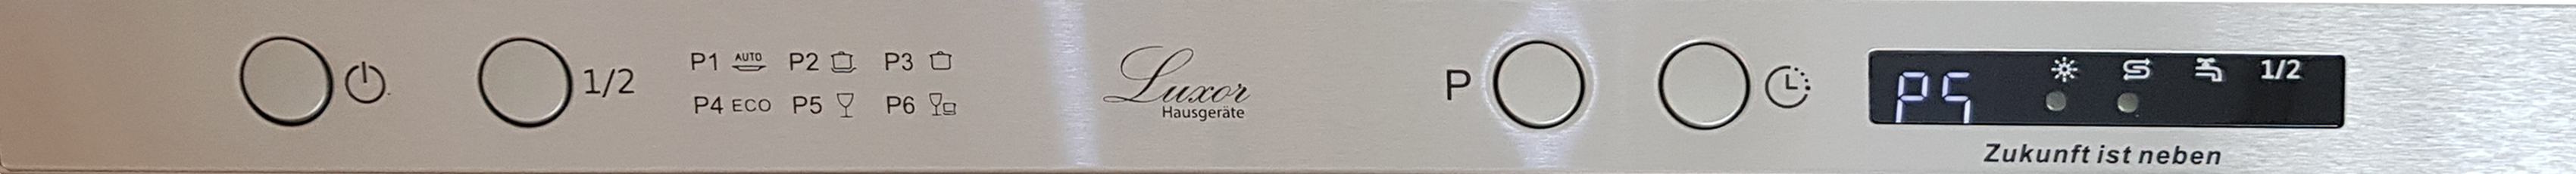 1/2
P1 AUTO P2 P3
P4 ECO P5 P6
Luxor
Hausgeräte
P
P5
1/2
Zukunft ist neben